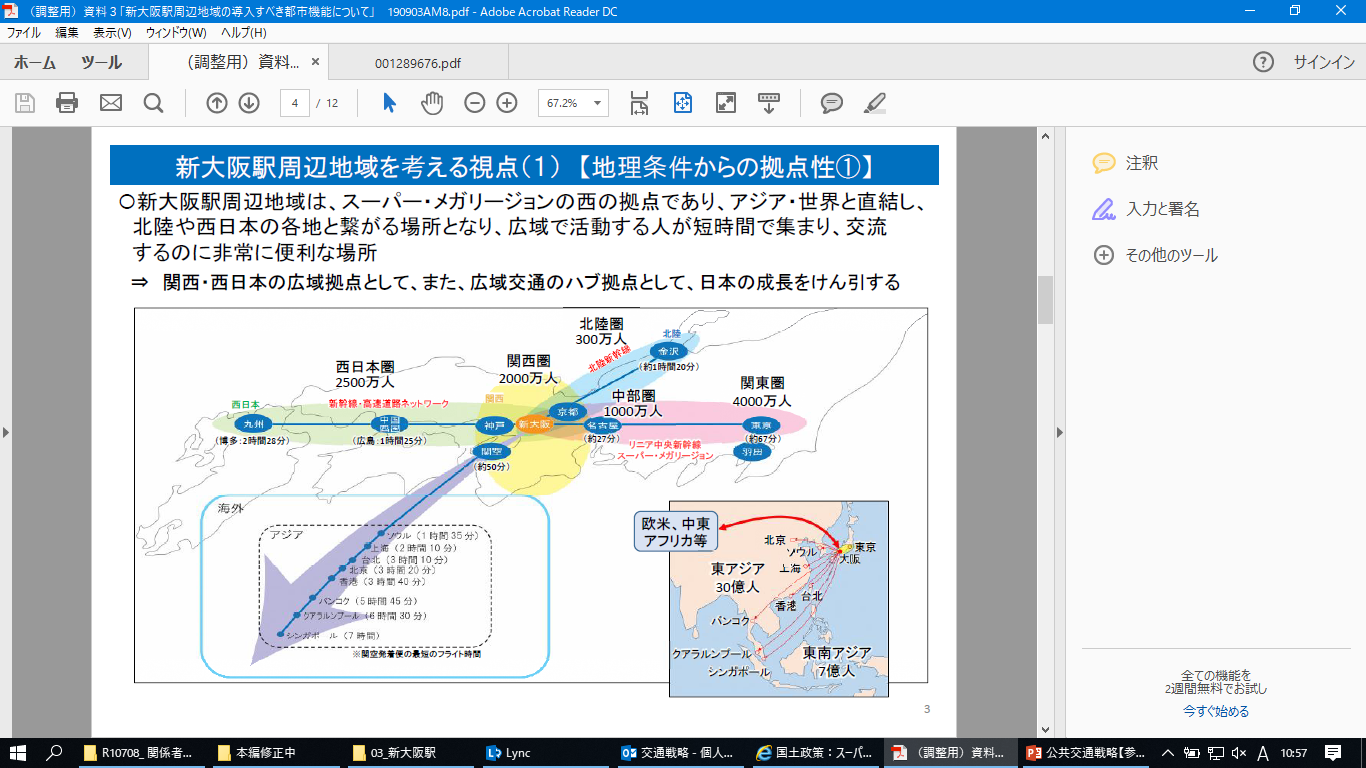 （調整用）資料３「新大阪駅周辺地域の導入すべき都市機能について」　190903AM8.pdf - Adobe Acrobat Reader DC
ファイル 編集 表示(V) ウィンドウ(W) ヘルプ(H)
ホーム ツール （調整用）資料... × 001289676.pdf サインイン
4 / 12 67.2%
新大阪駅周辺地域を考える視点（１）【地理条件からの拠点性①】
○新大阪駅周辺地域は、スーパー・メガリージョンの西の拠点であり、アジア・世界と直結し、
北陸や西日本の各地と繋がる場所となり、広域で活動する人が短時間で集まり、交流
するのに非常に便利な場所
⇒ 関西・西日本の広域拠点として、また、広域交通のハブ拠点として、日本の成長をけん引する
北陸圏
300万人
北陸
北陸新幹線
金沢
（約1時間20分）
西日本圏
2500万人
関西圏
2000万人
中部圏
1000万人
関東圏
4000万人
西日本
新幹線・高速道路ネットワーク
関西
九州
（博多：2時間28分）
中国
四国
（広島：1時間25分）
神戸
新大阪
京都
名古屋
（約27分）
東京
（約67分）
羽田
関空
（約50分）
リニア中央新幹線
スーパー・メガリージョン
海外
アジア
ソウル（１時間 35 分）
上海（２時間 10 分）
台北（３時間 10 分）
北京（３時間 20 分）
香港（３時間 40 分）
バンコク（５時間 45 分）
クアラルンプール（６時間 30 分）
シンガポール（７時間）
※関空発着便の最短のフライト時間
欧米、中東
アフリカ等
北京
ソウル
東京
大阪
上海
東アジア
30億人
台北
香港
バンコク
クアラルンプール
シンガポール
東南アジア
7億人
3
注釈
入力と署名
その他のツール
全ての機能を
2週間無料でお試し
今すぐ始める
R10708_ 関係者... 本編修正中 03_新大阪駅 Lync 交通戦略 - 個人... 国土政策：スーパ... （調整用）資料... 公共交通戦略【参... A 10:57